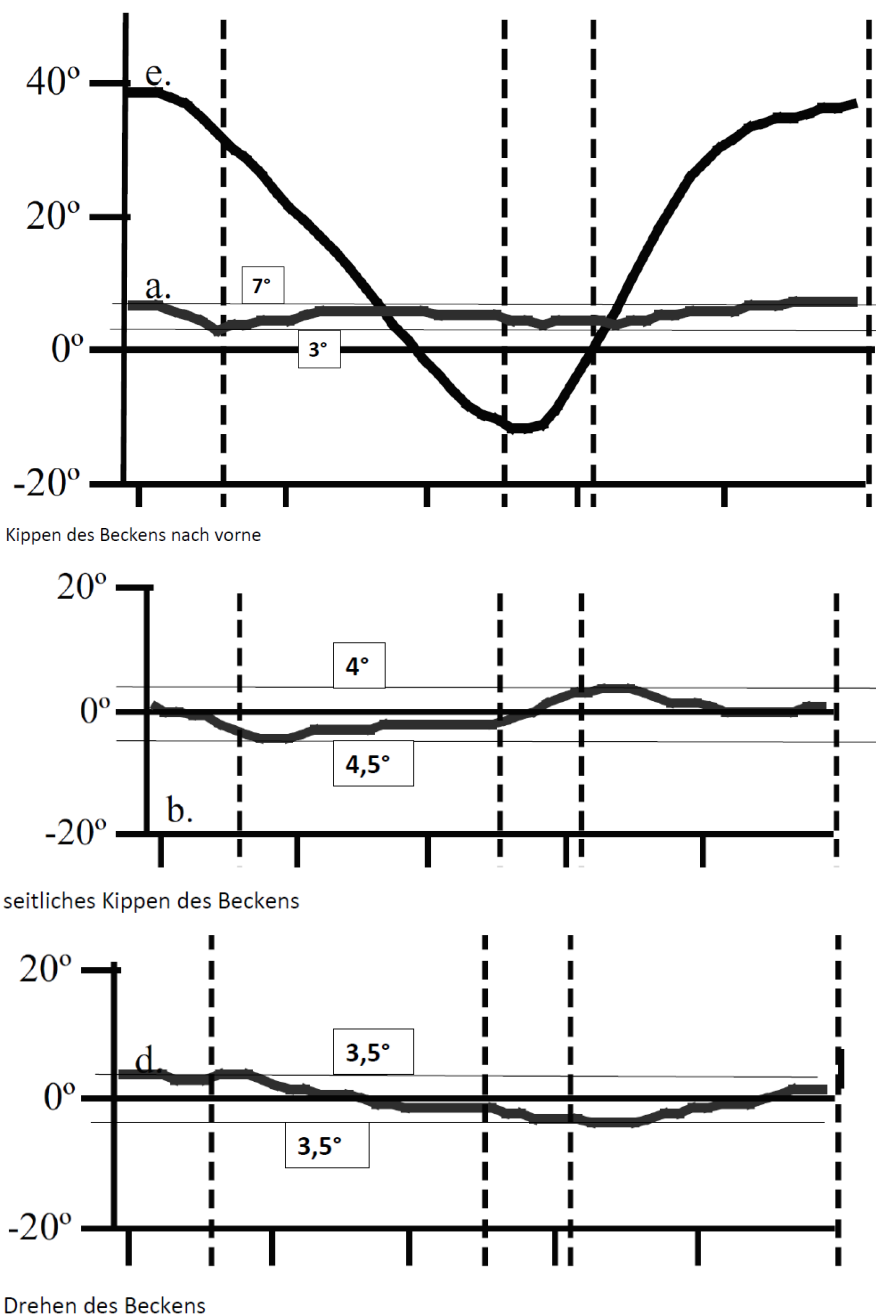 40º
e.
20º
a.
7°
3°
0º
-20º
Kippen des Beckens nach vorne
20º
4°
0º
4,5°
b.
-20º
seitliches Kippen des Beckens
20º
3,5°
d.
0º
3,5°
-20º
Drehen des Beckens